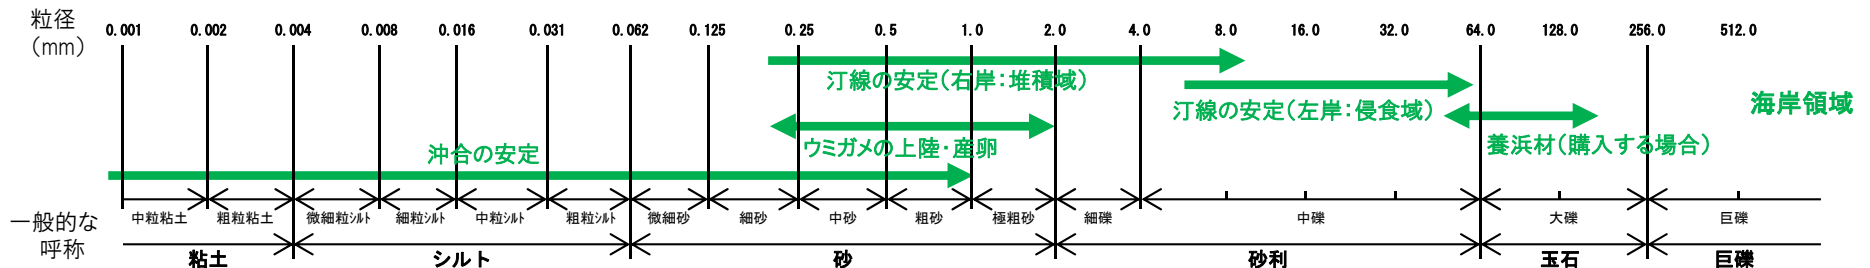 粒径
（mm）
0.001 0.002 0.004 0.008 0.016 0.031 0.062 0.125 0.25 0.5 1.0 2.0 4.0 8.0 16.0 32.0 64.0 128.0 256.0 512.0
汀線の安定（右岸：堆積域）
汀線の安定（左岸：侵食域）
海岸領域
ウミガメの上陸・産卵
養浜材（購入する場合）
沖合の安定
一般的な
呼称
中粒粘土 粗粒粘土 微細粒シルト 細粒シルト 中粒シルト 粗粒シルト 微細砂 細砂 中砂 粗砂 極粗砂 細礫 中礫 大礫 巨礫
粘土 シルト 砂 砂利 玉石 巨礫